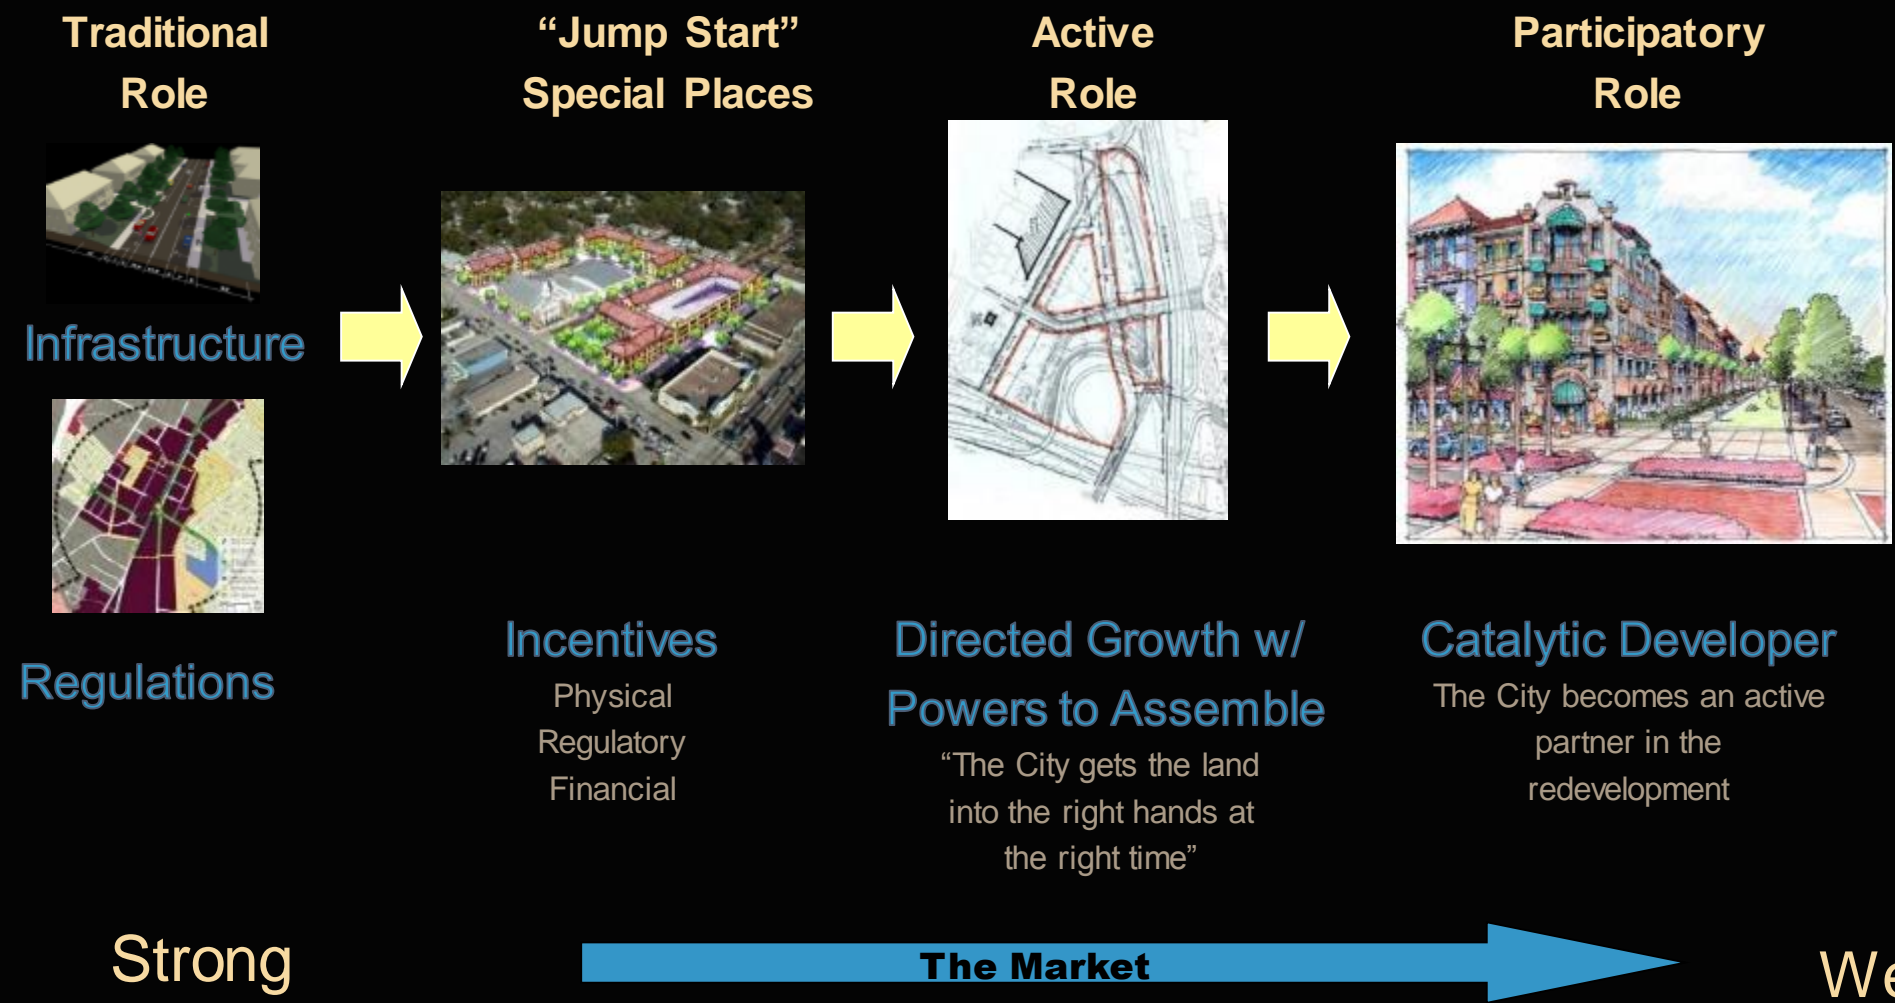 Traditional
Role
“Jump Start”
Special Places
Active
Role
Participatory
Role
Infrastructure
Regulations
Incentives
Physical
Regulatory
Financial
Directed Growth w/
Powers to Assemble
“The City gets the land
into the right hands at
the right time”
Catalytic Developer
The City becomes an active
partner in the
redevelopment
Strong
The Market
We